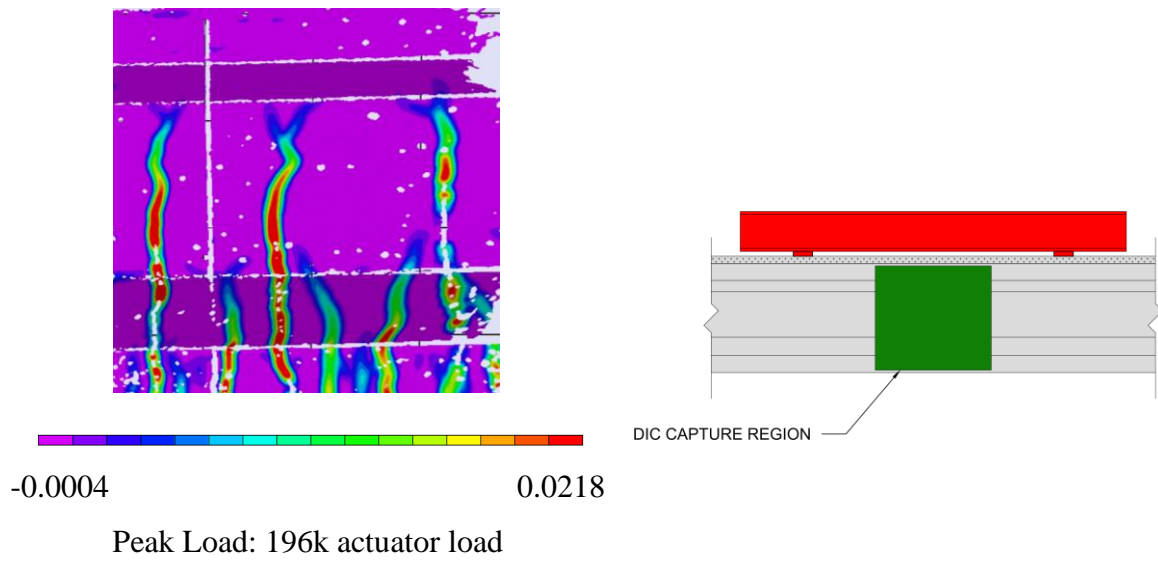 DIC CAPTURE REGION
-0.0004
0.0218
Peak Load: 196k actuator load